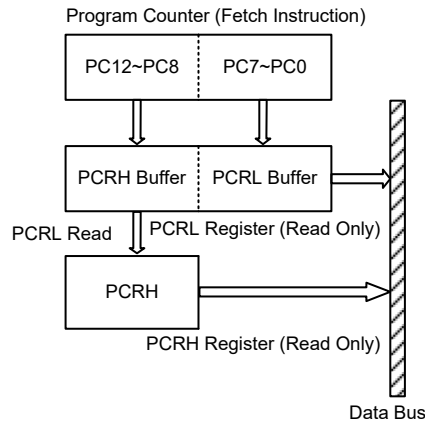 Program Counter (Fetch Instruction)
PC12~PC8 PC7~PC0
PCRH Buffer PCRL Buffer
PCRL Read PCRL Register (Read Only)
PCRH
PCRH Register (Read Only)
Data Bus